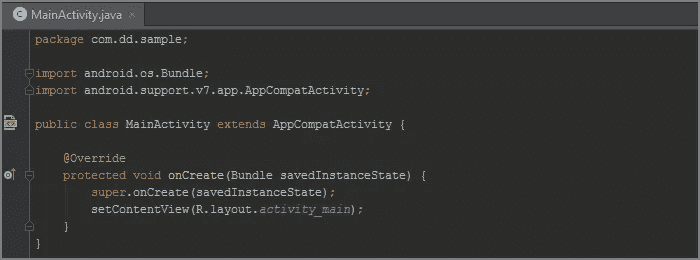 MainActivity.java
package com.dd.sample;
import android.os.Bundle;
import android.support.v7.app.AppCompatActivity;
public class MainActivity extends AppCompatActivity {
@Override
protected void onCreate(Bundle savedInstanceState) {
super.onCreate(savedInstanceState);
setContentView(R.layout.activity_main);
}
}